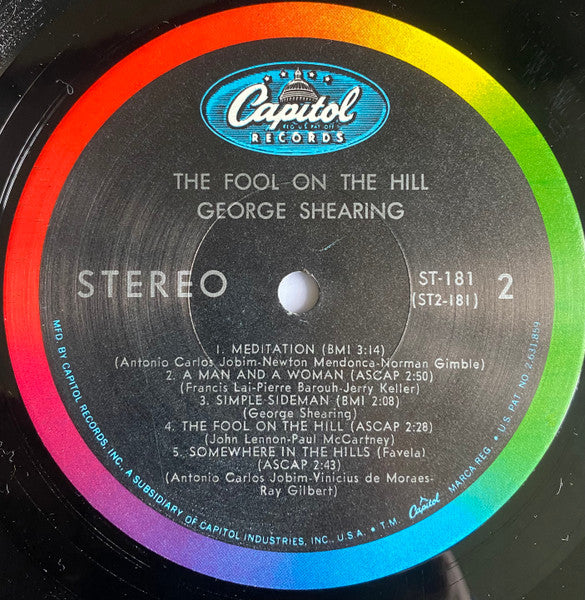 Capitol
REG. U.S. PAT. OFF.
RECORDS
THE FOOL ON THE HILL
GEORGE SHEARING
STEREO
ST-181
(ST2-181)
2
1. MEDITATION (BMI 3:14)
(Antonio Carlos Jobim-Newton Mendonca-Norman Gimble)
2. A MAN AND A WOMAN (ASCAP 2:50)
(Francis Lai-Pierre Barouh-Jerry Keller)
3. SIMPLE SIDEMAN (BMI 2:08)
(George Shearing)
4. THE FOOL ON THE HILL (ASCAP 2:28)
(John Lennon-Paul McCartney)
5. SOMEWHERE IN THE HILLS (Favela)
(ASCAP 2:43)
(Antonio Carlos Jobim-Vinicius de Moraes-
Ray Gilbert)
MFD. BY CAPITOL RECORDS, INC. A SUBSIDIARY OF CAPITOL INDUSTRIES, INC., U.S.A. • T.M. Capitol MARCA REG. • U.S. PAT. NO. 2,631,859